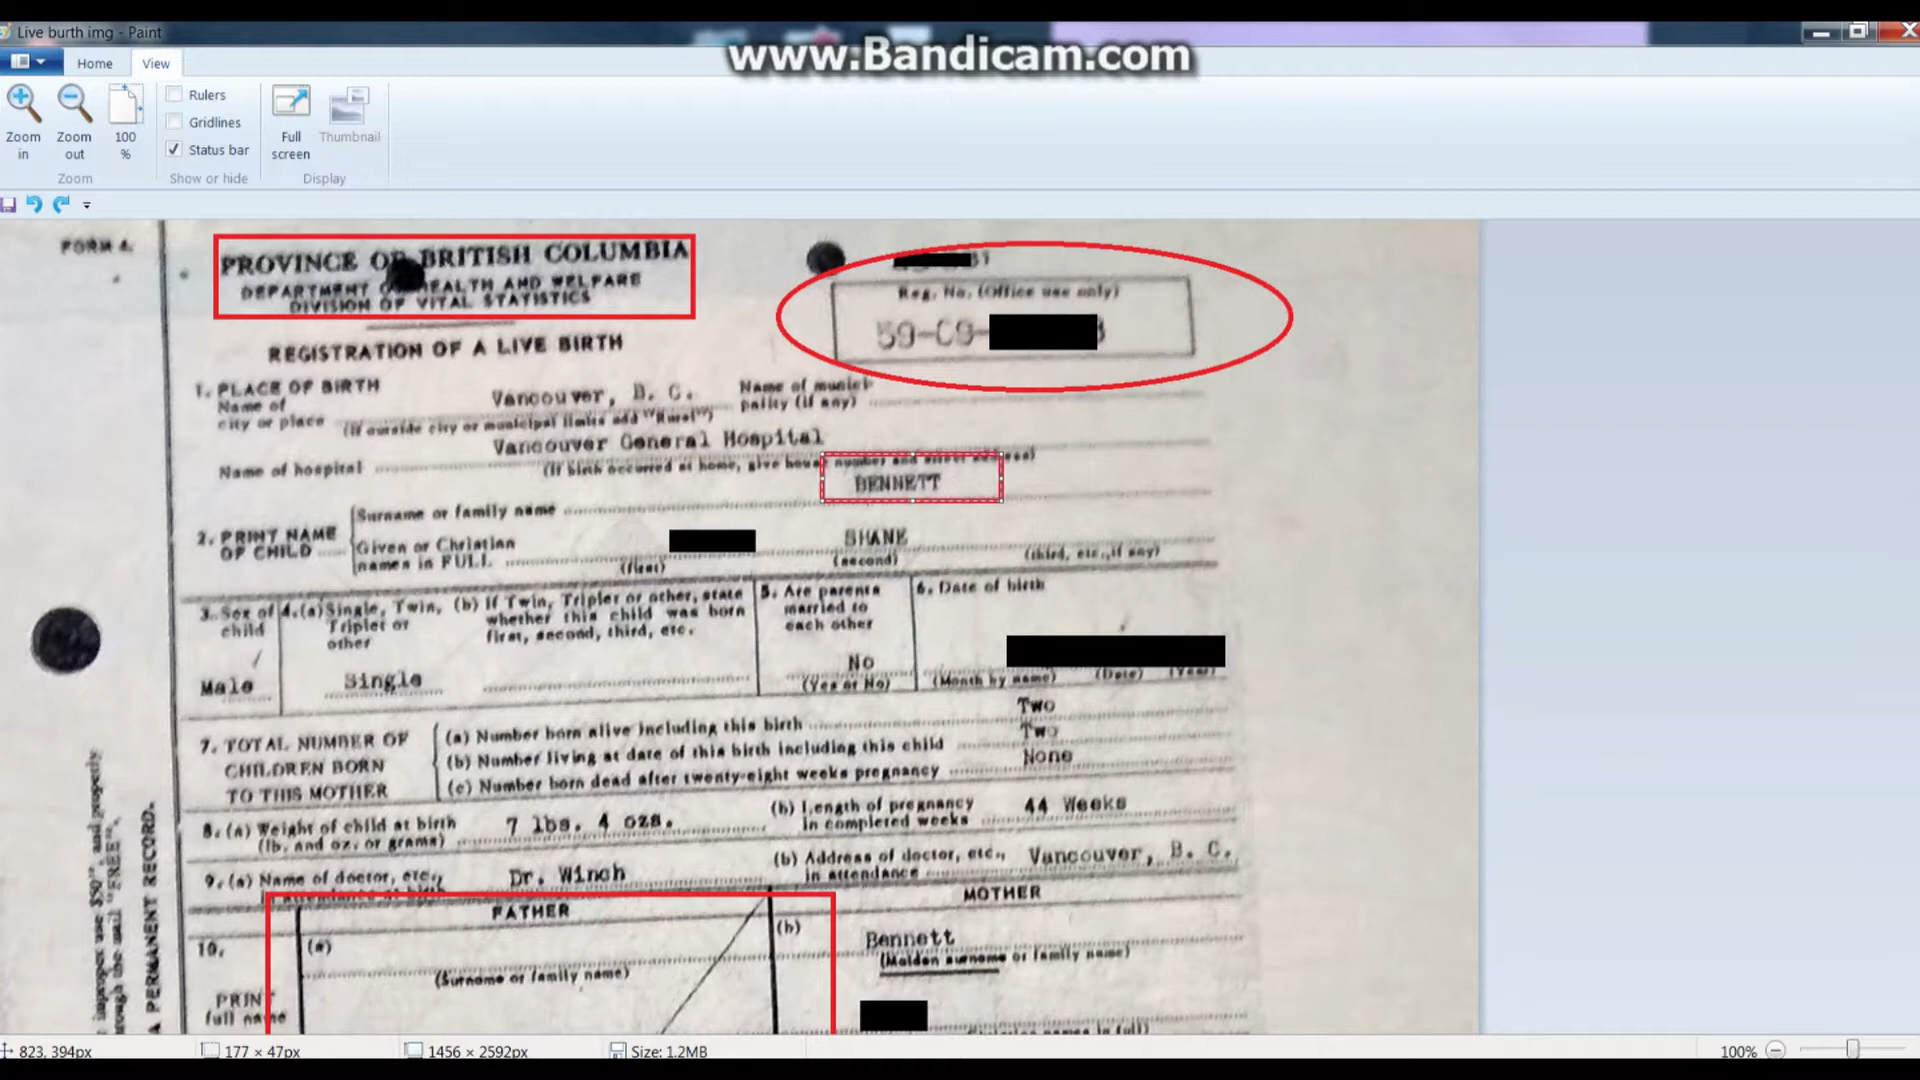 Live burth img - Paint
www.Bandicam.com
Home View
Zoom in
Zoom out
100 %
Rulers
Gridlines
Status bar
Full screen
Thumbnail
Zoom
Show or hide
Display
FORM 4.
PROVINCE OF BRITISH COLUMBIA
DEPARTMENT OF HEALTH AND WELFARE
DIVISION OF VITAL STATISTICS
REGISTRATION OF A LIVE BIRTH
Reg. No. (Office use only)
59-09-
1. PLACE OF BIRTH
Name of city or place
Vancouver, B. C.
Name of munici-
pality (if any)
(If outside city or municipal limits add "Rural")
Vancouver General Hospital
Name of hospital
(If birth occurred at home, give house number and street address)
BENNETT
2. PRINT NAME OF CHILD
Surname or family name
Given or Christian names in FULL
SHANE
(first) (second) (third, etc., if any)
3. Sex of child
Male
4. (a) Single, Twin, Triplet or other
Single
(b) If Twin, Triplet or other, state whether this child was born first, second, third, etc.
5. Are parents married to each other
No
(Yes or No)
6. Date of birth
(Month by name) (Date) (Year)
7. TOTAL NUMBER OF CHILDREN BORN TO THIS MOTHER
(a) Number born alive including this birth Two
(b) Number living at date of this birth including this child Two
(c) Number born dead after twenty-eight weeks pregnancy None
8. (a) Weight of child at birth
(lb. and oz. or grams)
7 lbs. 4 ozs.
(b) Length of pregnancy in completed weeks 44 Weeks
9. (a) Name of doctor, etc.,
Dr. Winch
(b) Address of doctor, etc., in attendance Vancouver, B. C.
FATHER
MOTHER
10.
(a)
(Surname or family name)
(b)
Bennett
(Maiden surname or family name)
PRINT full name
improper use $50", and properly
through the mail "FREE".
A PERMANENT RECORD.
823, 394px
177 × 47px
1456 × 2592px
Size: 1.2MB
100%